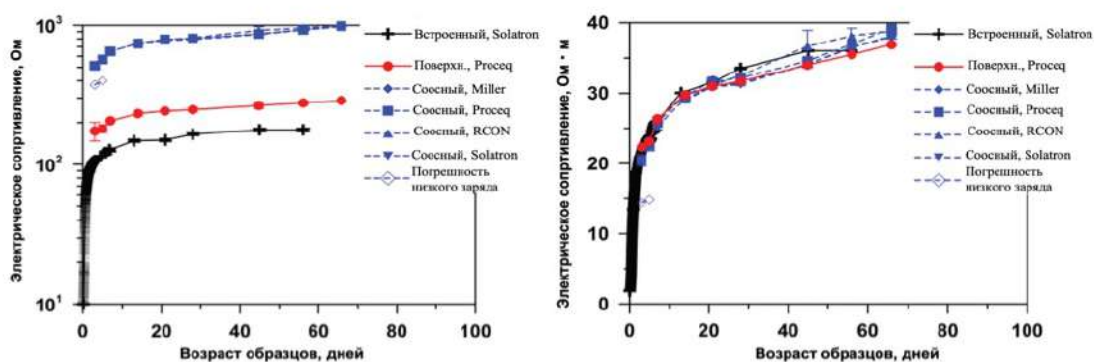 Электрическое сопртивление, Ом
10³
10²
10¹
0
20
40
60
80
100
Возраст образцов, дней
Встроенный, Solatron
Поверхн., Proceq
Соосный, Miller
Соосный, Proceq
Соосный, RCON
Соосный, Solatron
Погрешность
низкого заряда
Электрическое сопртивление, Ом · м
40
30
20
10
0
0
20
40
60
80
100
Возраст образцов, дней
Встроенный, Solatron
Поверхн., Proceq
Соосный, Miller
Соосный, Proceq
Соосный, RCON
Соосный, Solatron
Погрешность
низкого заряда